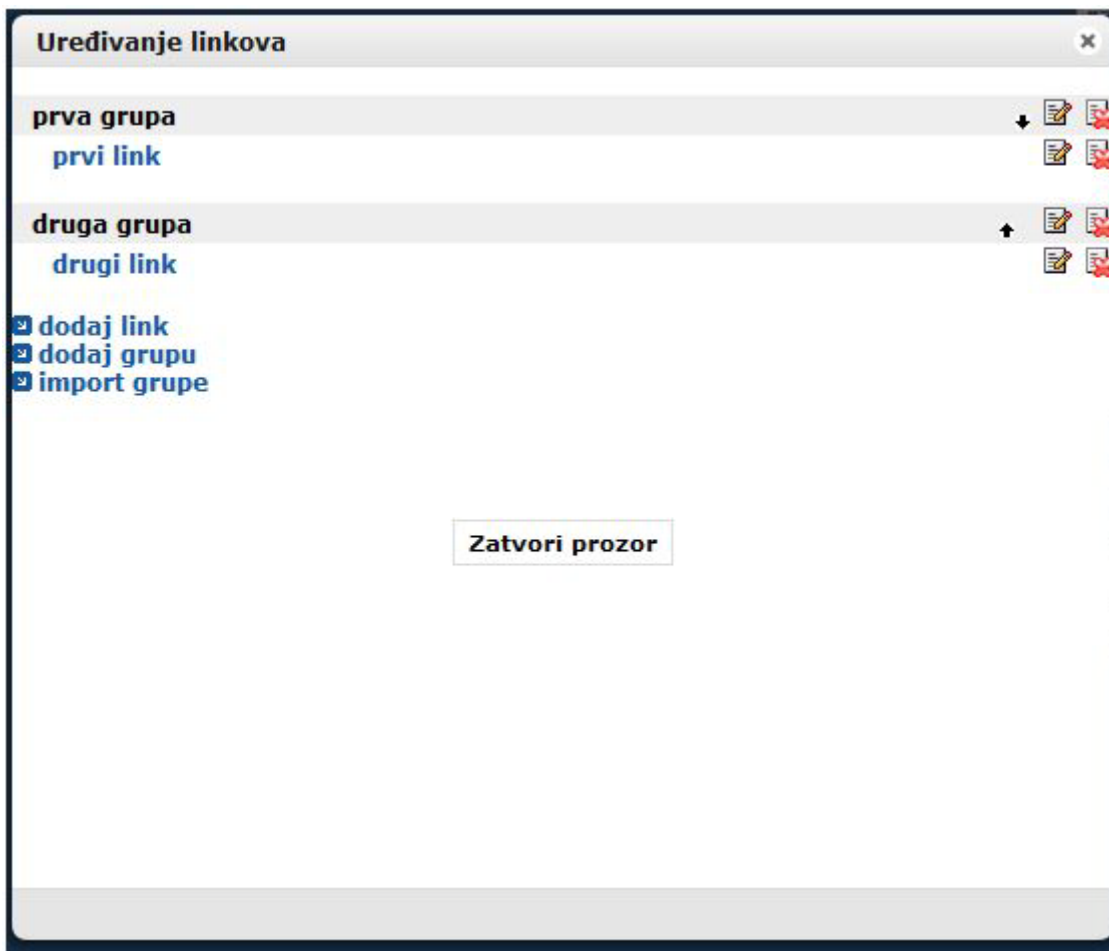 Uređivanje linkova
prva grupa
prvi link
druga grupa
drugi link
dodaj link
dodaj grupu
import grupe
Zatvori prozor